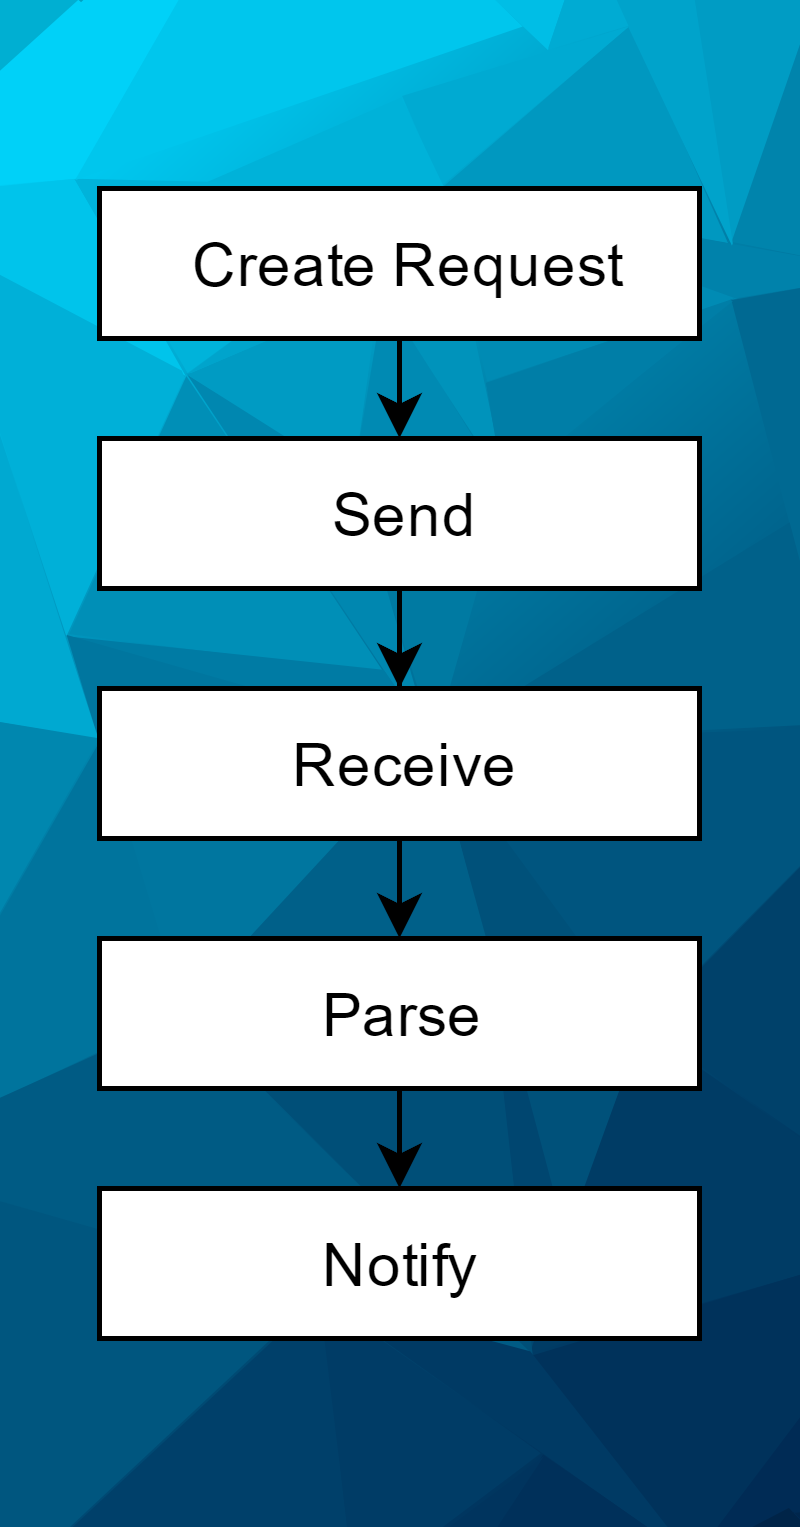 Create Request
Send
Receive
Parse
Notify